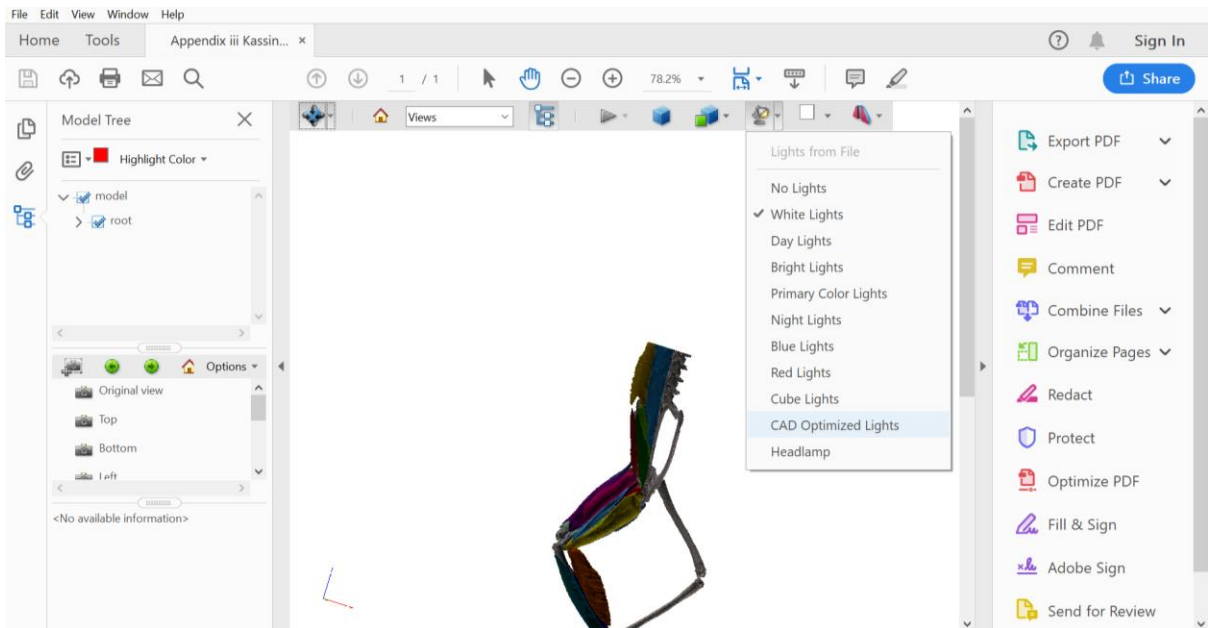 File Edit View Window Help
Home Tools Appendix iii Kassin... × ? Sign In
1 / 1 78.2% Share
Model Tree
Highlight Color
model
root
Options
Original view
Top
Bottom
Left
<No available information>
Views
Lights from File
No Lights
White Lights
Day Lights
Bright Lights
Primary Color Lights
Night Lights
Blue Lights
Red Lights
Cube Lights
CAD Optimized Lights
Headlamp
Export PDF
Create PDF
Edit PDF
Comment
Combine Files
Organize Pages
Redact
Protect
Optimize PDF
Fill & Sign
Adobe Sign
Send for Review